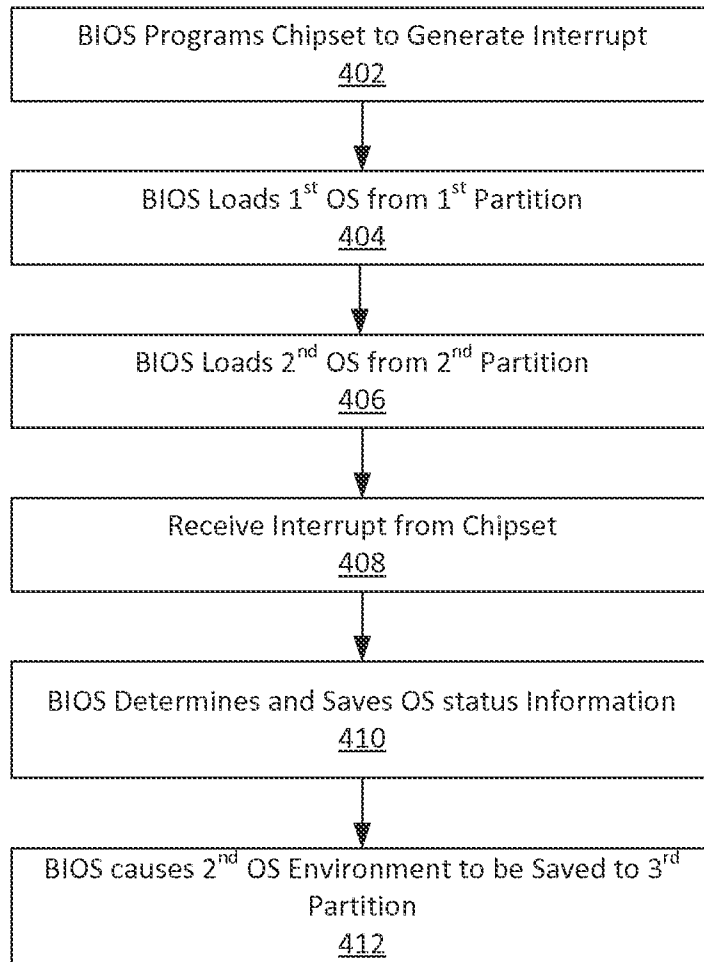 BIOS Programs Chipset to Generate Interrupt
402
BIOS Loads 1st OS from 1st Partition
404
BIOS Loads 2nd OS from 2nd Partition
406
Receive Interrupt from Chipset
408
BIOS Determines and Saves OS status Information
410
BIOS causes 2nd OS Environment to be Saved to 3rd
Partition
412